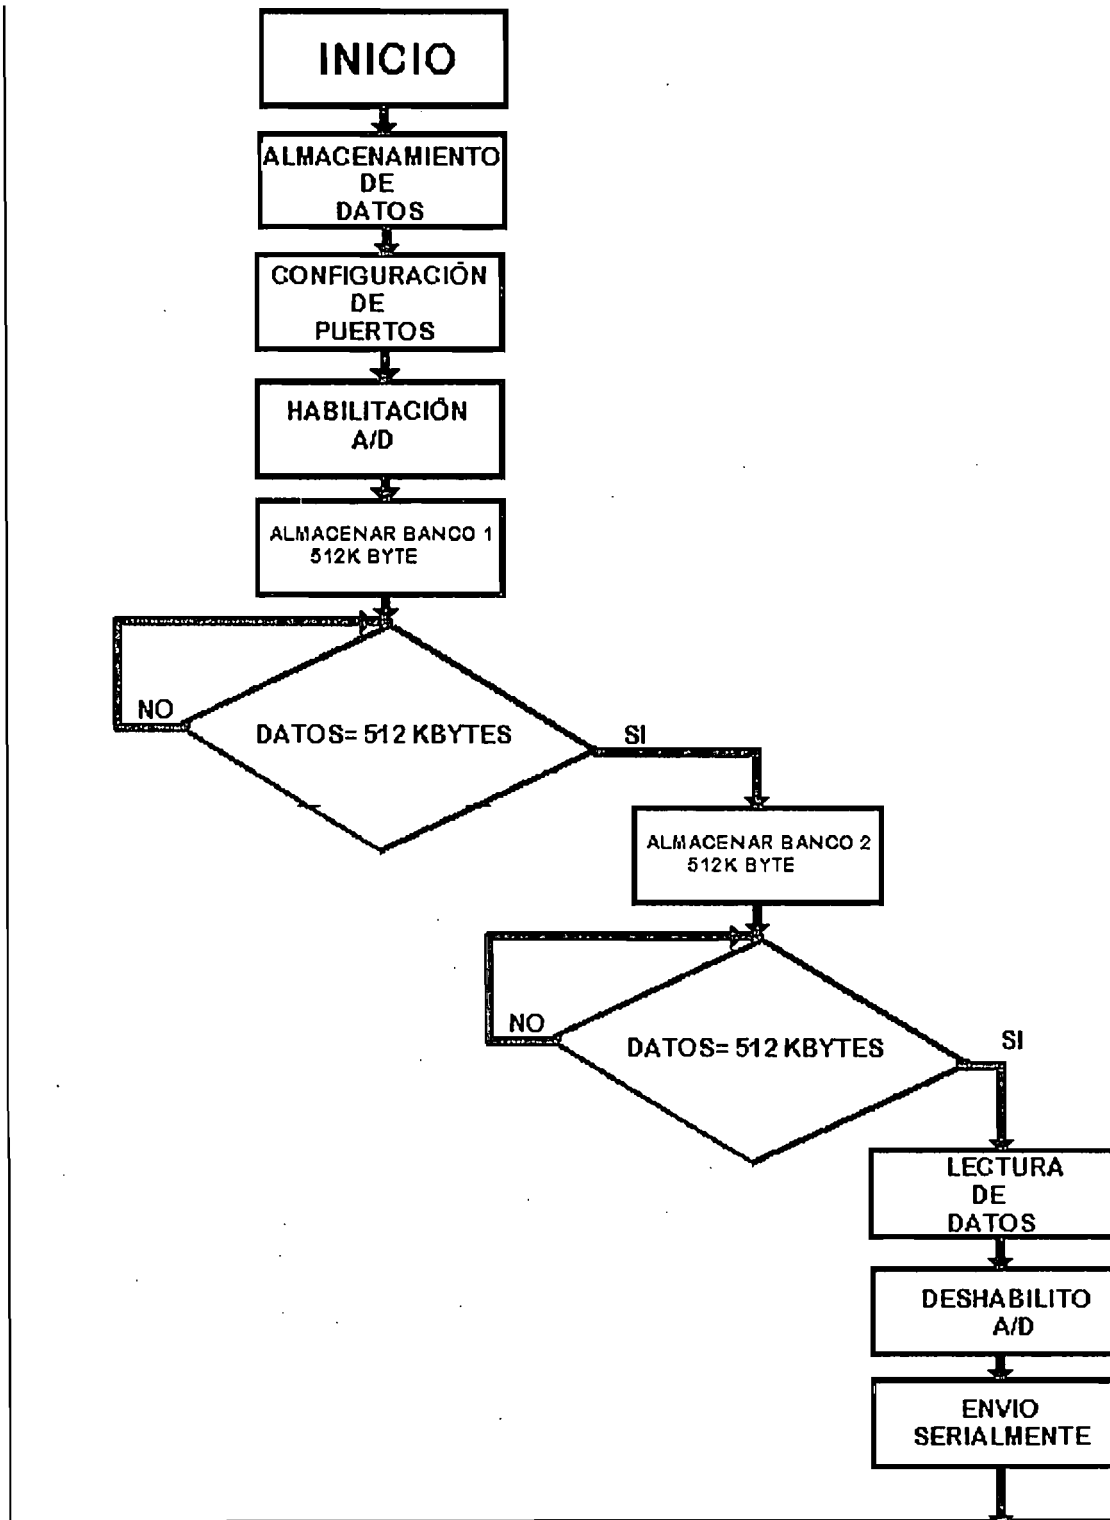 INICIO
ALMACENAMIENTO
DE
DATOS
CONFIGURACIÓN
DE
PUERTOS
HABILITACIÓN
A/D
ALMACENAR BANCO 1
512K BYTE
NO
DATOS= 512 KBYTES
SI
ALMACENAR BANCO 2
512K BYTE
NO
DATOS= 512 KBYTES
SI
LECTURA
DE
DATOS
DESHABILITO
A/D
ENVIO
SERIALMENTE